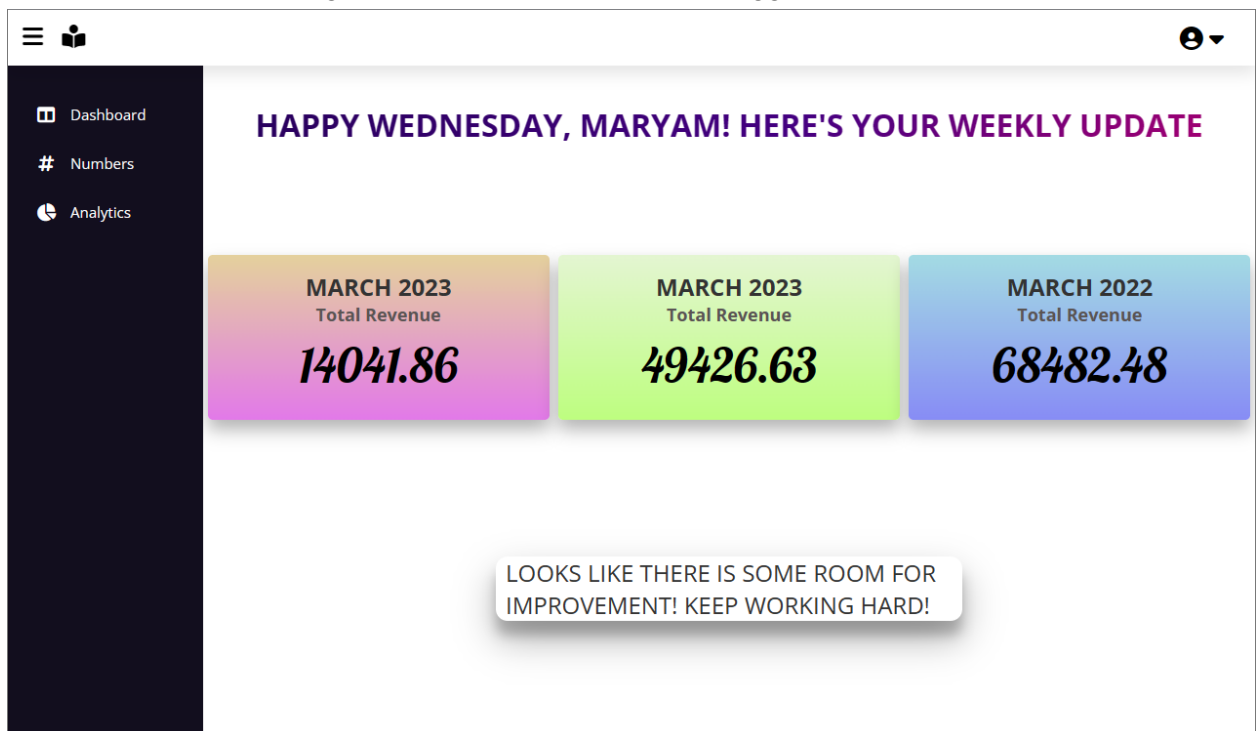 Dashboard
Numbers
Analytics
HAPPY WEDNESDAY, MARYAM! HERE'S YOUR WEEKLY UPDATE
MARCH 2023
Total Revenue
14041.86
MARCH 2023
Total Revenue
49426.63
MARCH 2022
Total Revenue
68482.48
LOOKS LIKE THERE IS SOME ROOM FOR
IMPROVEMENT! KEEP WORKING HARD!